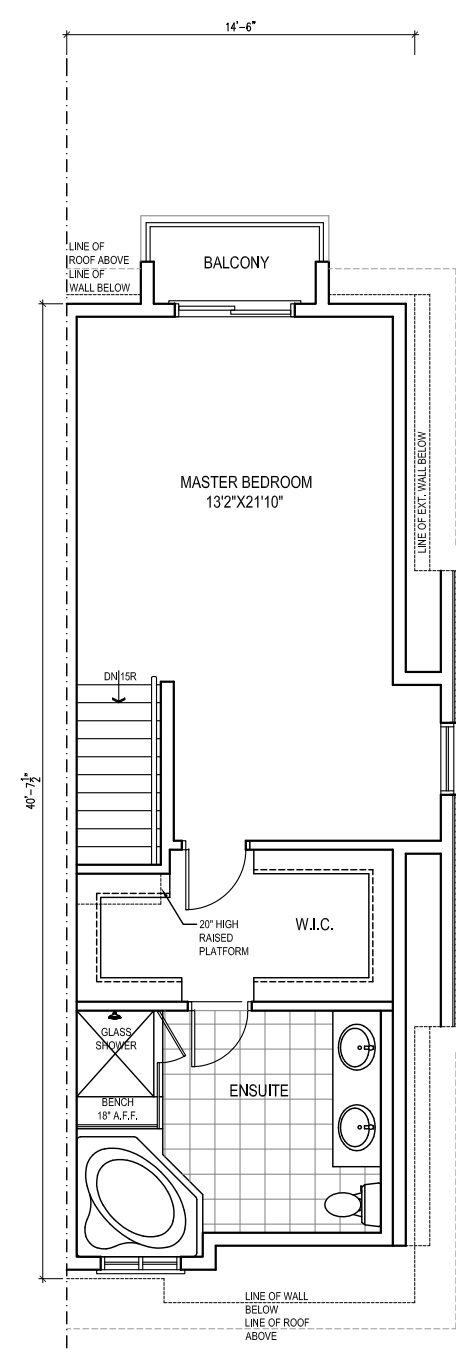 14'-6"
LINE OF
ROOF ABOVE
LINE OF
WALL BELOW
BALCONY
MASTER BEDROOM
13'2"X21'10"
LINE OF EXT. WALL BELOW
DN 15R
40'-7½"
20" HIGH
RAISED
PLATFORM
W.I.C.
GLASS
SHOWER
BENCH
18" A.F.F.
ENSUITE
LINE OF WALL
BELOW
LINE OF ROOF
ABOVE